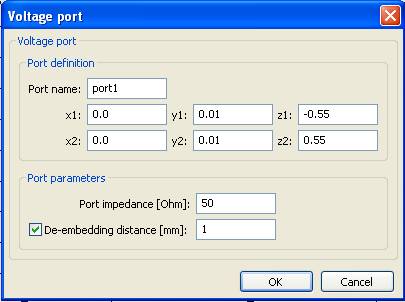 Voltage port
Voltage port
Port definition
Port name: port1
x1: 0.0 y1: 0.01 z1: -0.55
x2: 0.0 y2: 0.01 z2: 0.55
Port parameters
Port impedance [Ohm]: 50
De-embedding distance [mm]: 1
OK Cancel